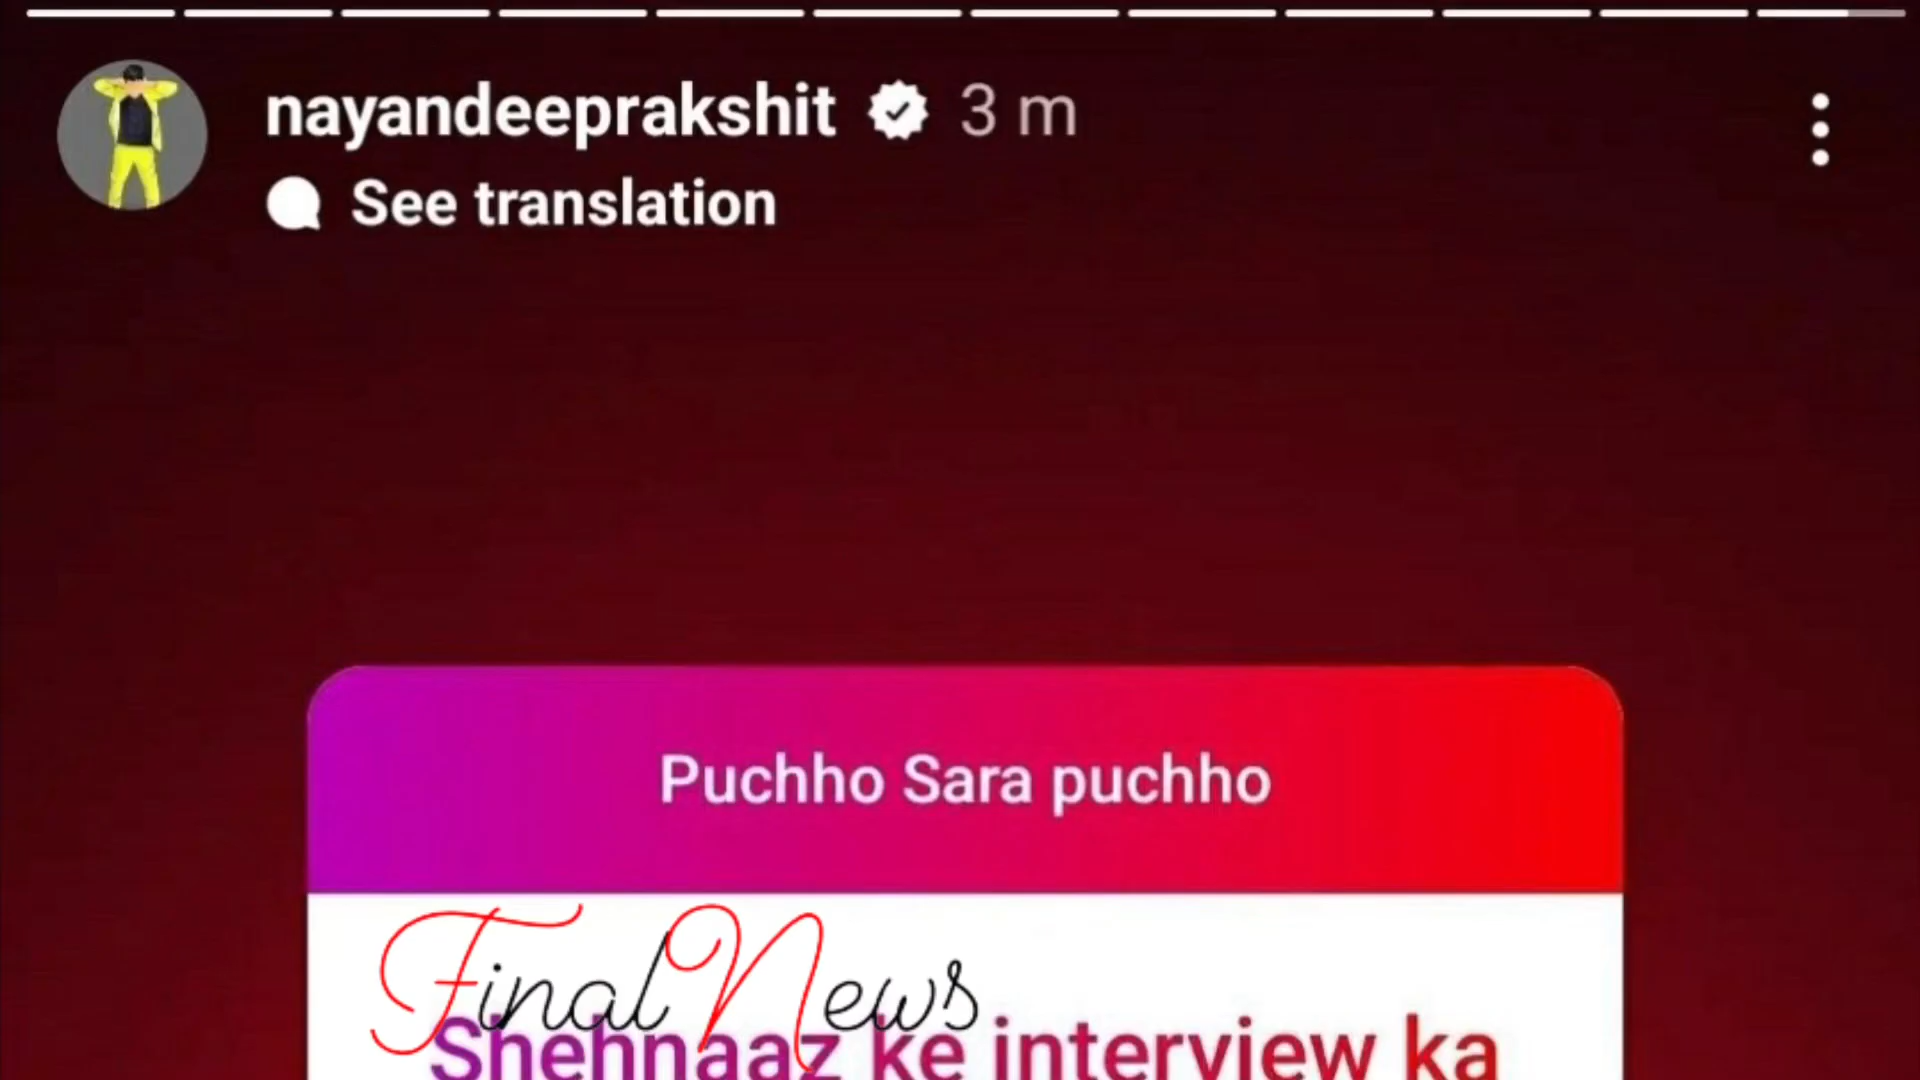 nayandeeprakshit 3 m
See translation
Puchho Sara puchho
Final News
Shehnaaz ke interview ka